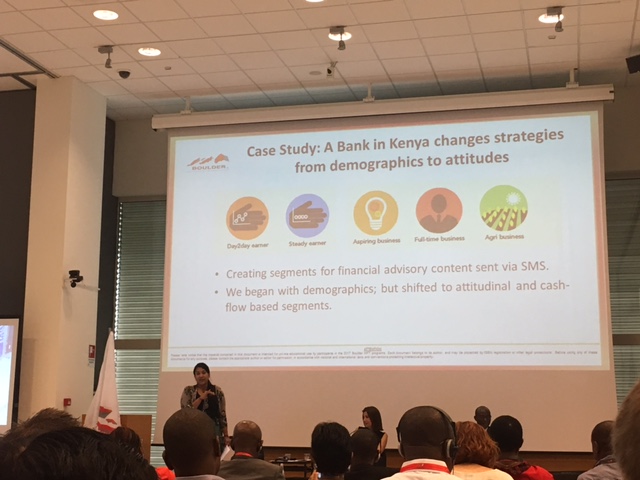 BOULDER
Case Study: A Bank in Kenya changes strategies
from demographics to attitudes
Day2day earner
Steady earner
Aspiring business
Full-time business
Agri business
• Creating segments for financial advisory content sent via SMS.
• We began with demographics; but shifted to attitudinal and cash-
flow based segments.